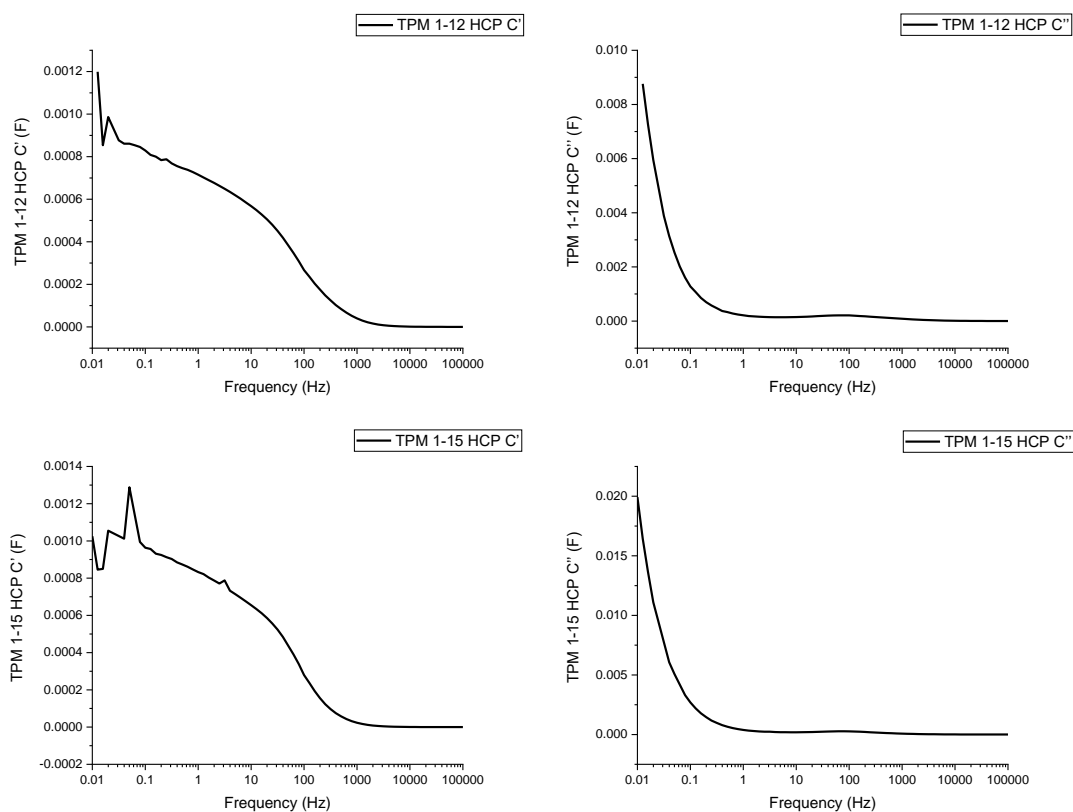 TPM 1-12 HCP C'
TPM 1-12 HCP C' (F)
0.0012
0.0010
0.0008
0.0006
0.0004
0.0002
0.0000
0.01 0.1 1 10 100 1000 10000 100000
Frequency (Hz)
TPM 1-12 HCP C''
TPM 1-12 HCP C'' (F)
0.010
0.008
0.006
0.004
0.002
0.000
0.01 0.1 1 10 100 1000 10000 100000
Frequency (Hz)
TPM 1-15 HCP C'
TPM 1-15 HCP C' (F)
0.0014
0.0012
0.0010
0.0008
0.0006
0.0004
0.0002
0.0000
-0.0002
0.01 0.1 1 10 100 1000 10000 100000
Frequency (Hz)
TPM 1-15 HCP C''
TPM 1-15 HCP C'' (F)
0.020
0.015
0.010
0.005
0.000
0.01 0.1 1 10 100 1000 10000 100000
Frequency (Hz)